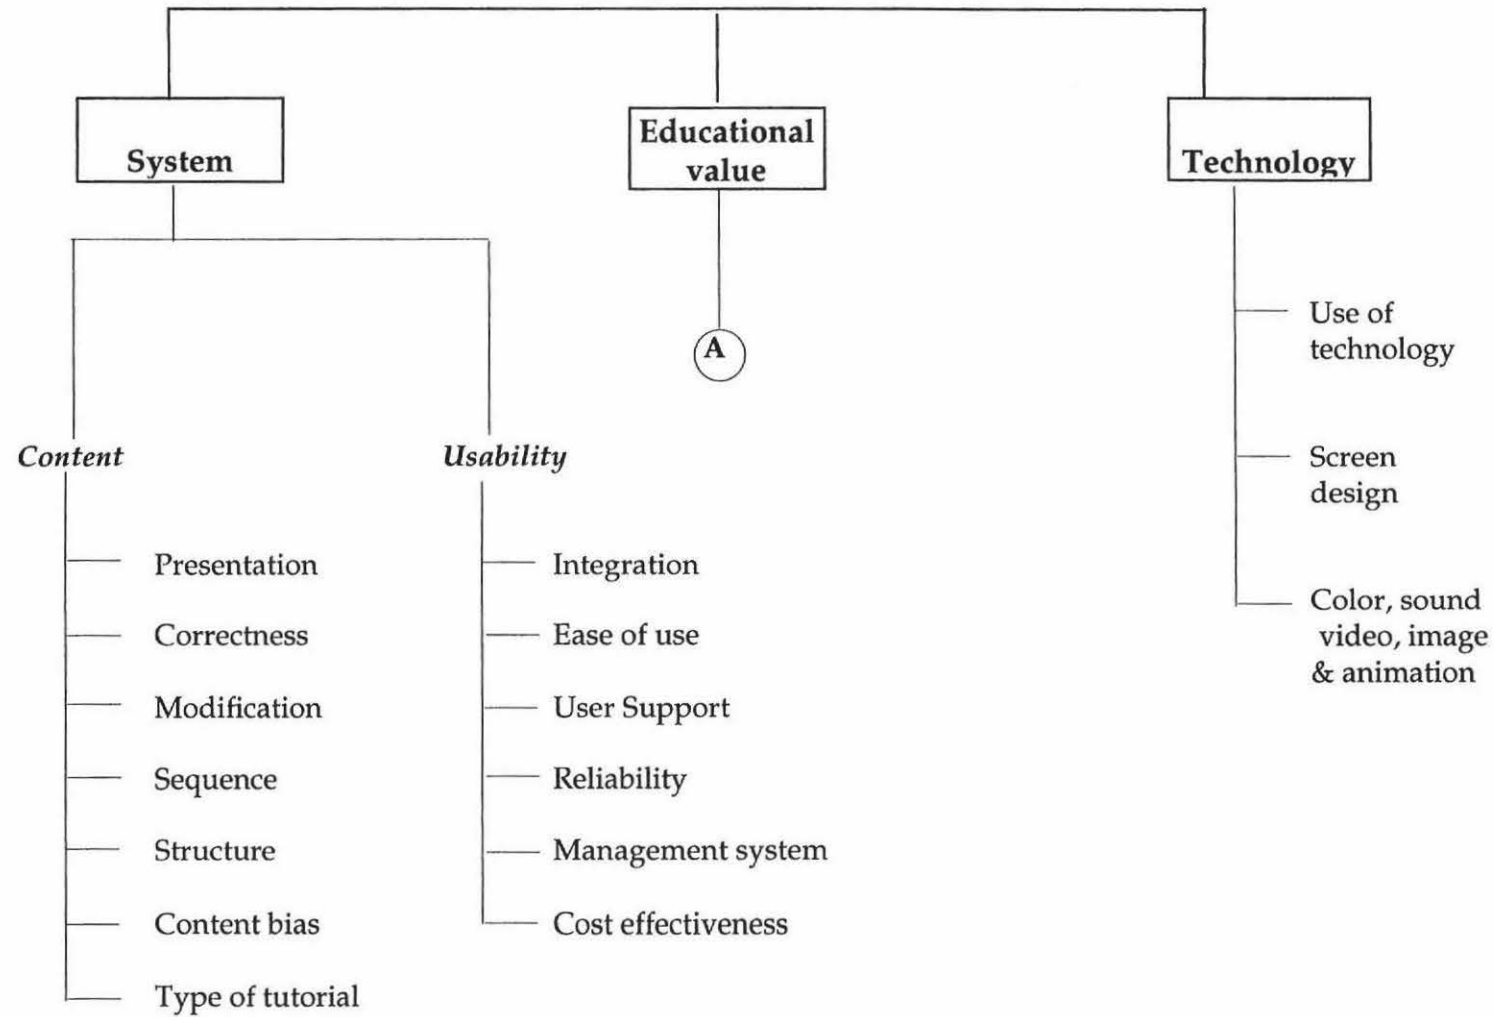 System
Educational
value
Technology
A
Use of
technology
Screen
design
Color, sound
video, image
& animation
Content
Presentation
Correctness
Modification
Sequence
Structure
Content bias
Type of tutorial
Usability
Integration
Ease of use
User Support
Reliability
Management system
Cost effectiveness